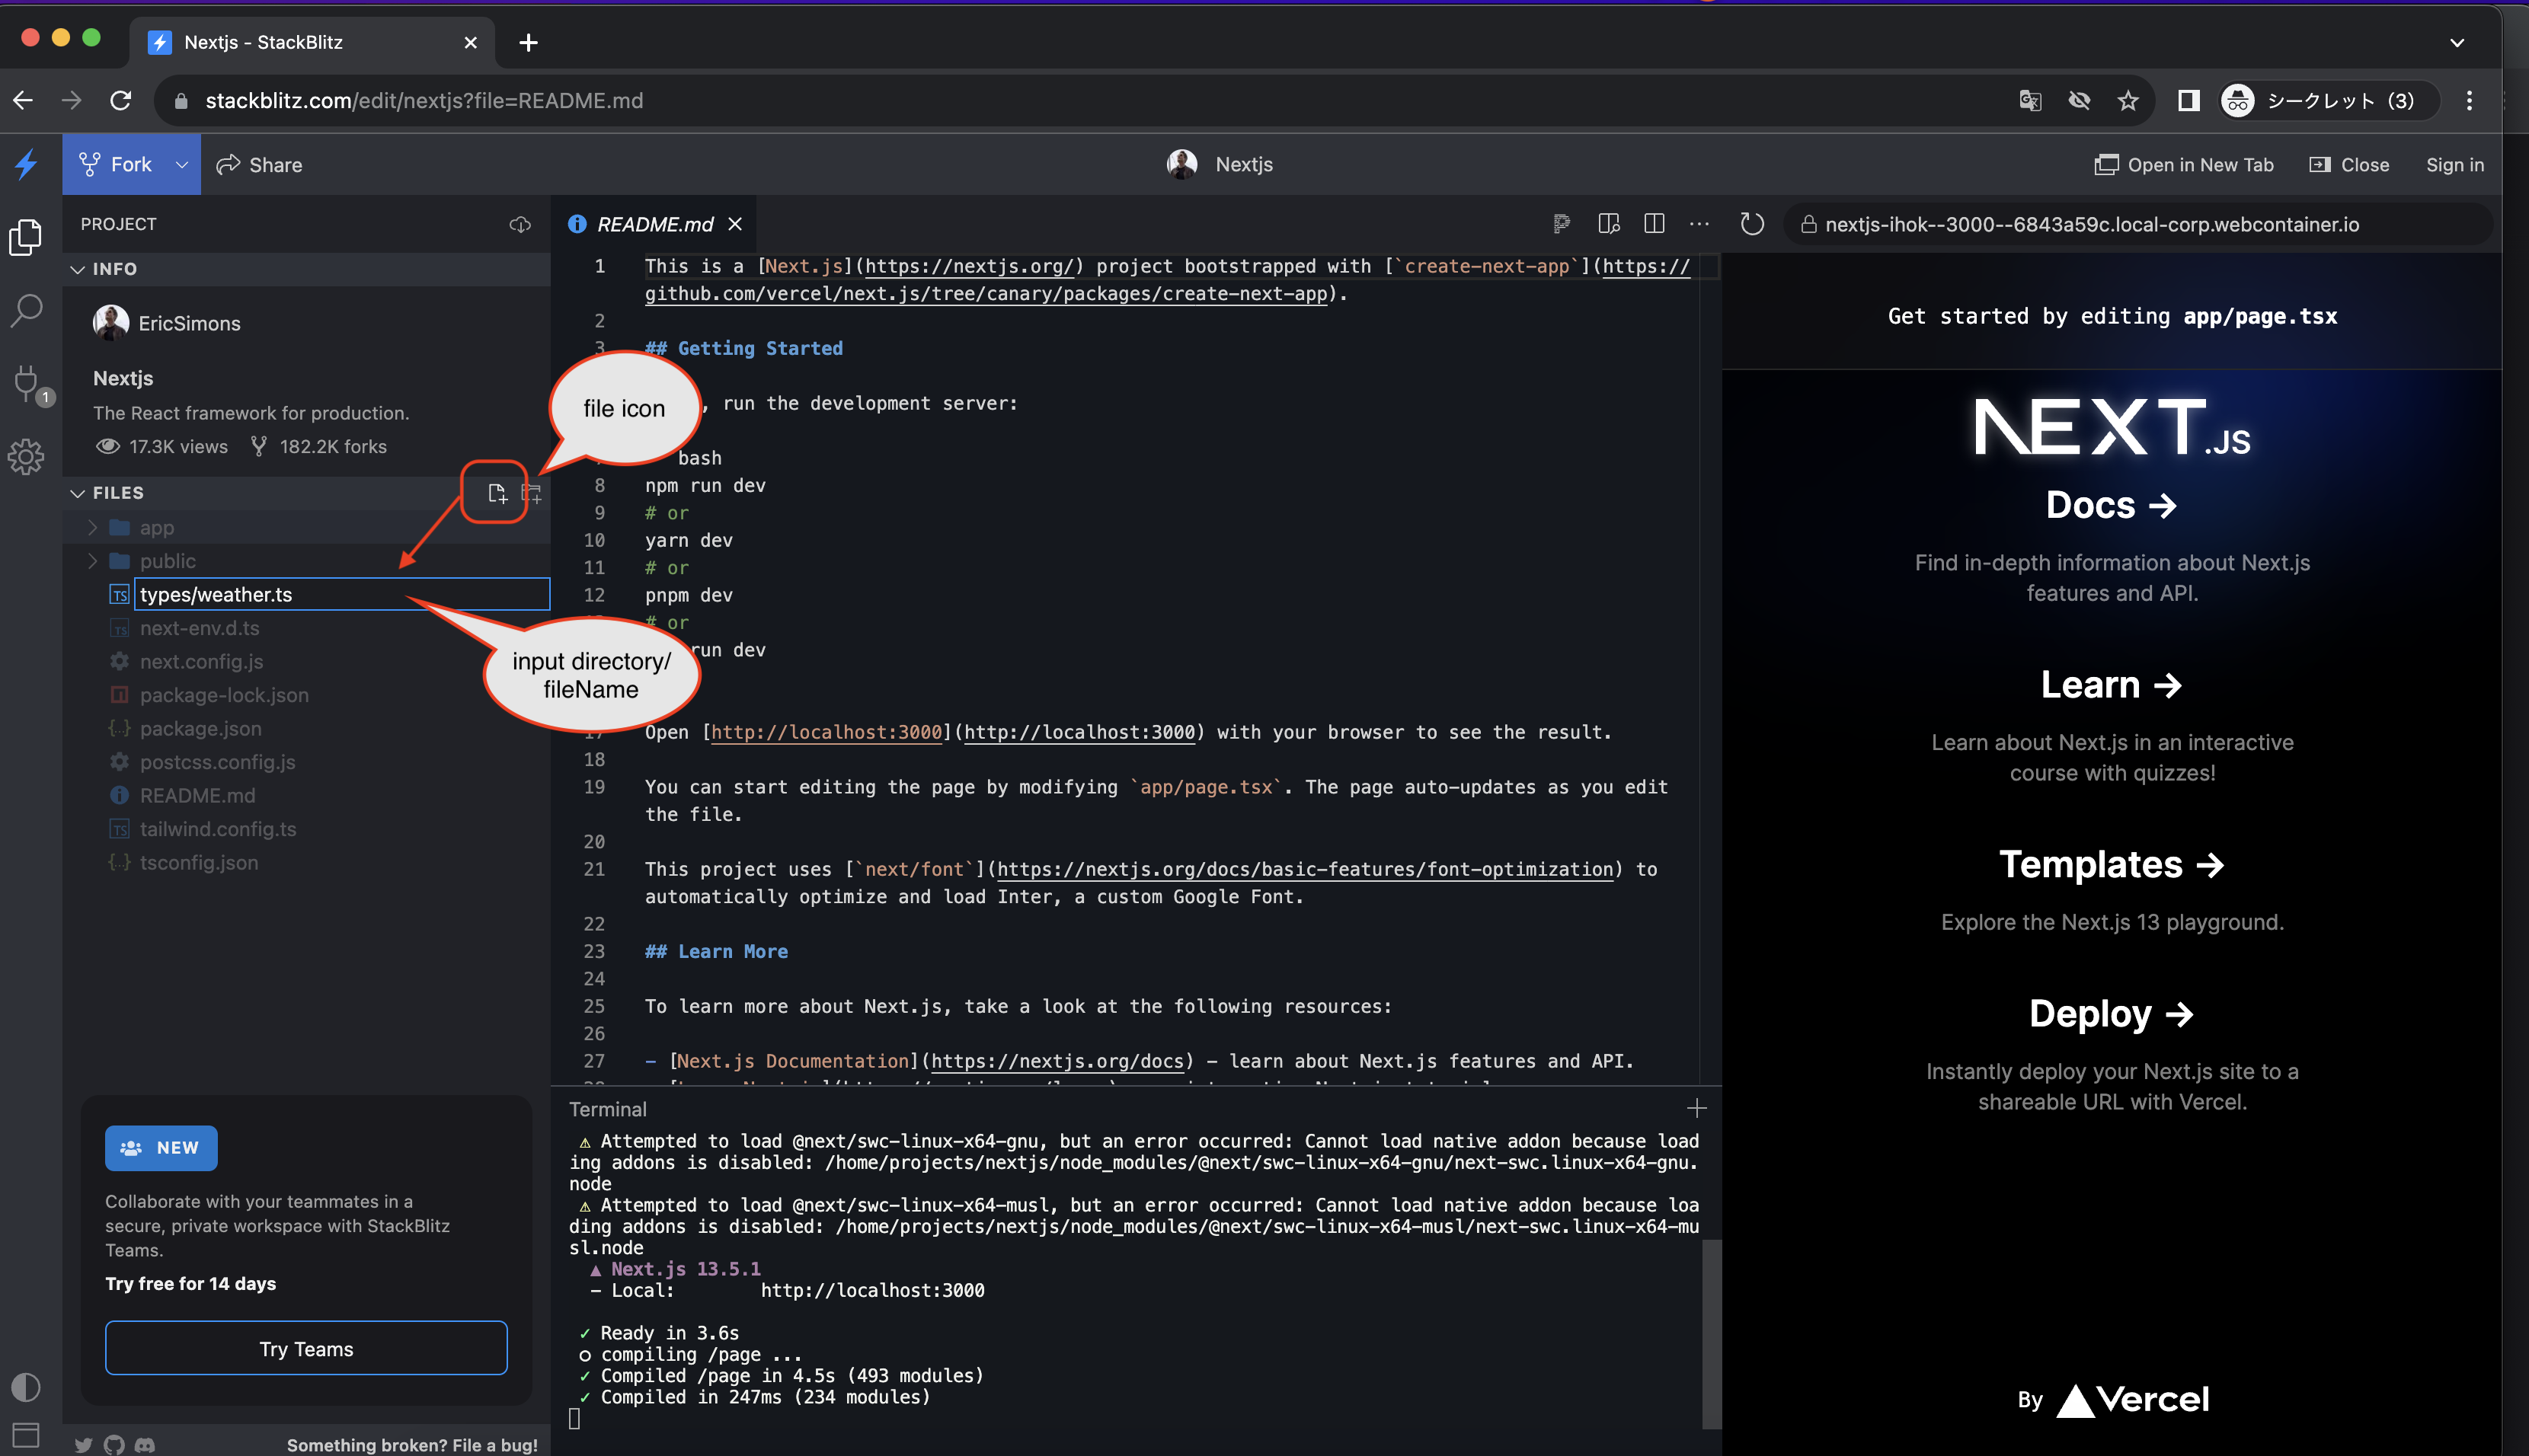 Nextjs - StackBlitz
stackblitz.com/edit/nextjs?file=README.md
シークレット（3）
Fork
Share
Nextjs
Open in New Tab
Close
Sign in
PROJECT
INFO
EricSimons
Nextjs
The React framework for production.
17.3K views
182.2K forks
FILES
app
public
TS types/weather.ts
TS next-env.d.ts
next.config.js
package-lock.json
{..} package.json
postcss.config.js
README.md
TS tailwind.config.ts
{..} tsconfig.json
1
file icon
input directory/
fileName
NEW
Collaborate with your teammates in a
secure, private workspace with StackBlitz
Teams.
Try free for 14 days
Try Teams
Something broken? File a bug!
README.md
1 This is a [Next.js](https://nextjs.org/) project bootstrapped with [`create-next-app`](https://
github.com/vercel/next.js/tree/canary/packages/create-next-app).
2
3 ## Getting Started
, run the development server:
bash
8 npm run dev
9 # or
10 yarn dev
11 # or
12 pnpm dev
# or
run dev
17 Open [http://localhost:3000](http://localhost:3000) with your browser to see the result.
18
19 You can start editing the page by modifying `app/page.tsx`. The page auto-updates as you edit
the file.
20
21 This project uses [`next/font`](https://nextjs.org/docs/basic-features/font-optimization) to
automatically optimize and load Inter, a custom Google Font.
22
23 ## Learn More
24
25 To learn more about Next.js, take a look at the following resources:
26
27 - [Next.js Documentation](https://nextjs.org/docs) - learn about Next.js features and API.
Terminal
⚠ Attempted to load @next/swc-linux-x64-gnu, but an error occurred: Cannot load native addon because load
ing addons is disabled: /home/projects/nextjs/node_modules/@next/swc-linux-x64-gnu/next-swc.linux-x64-gnu.
node
⚠ Attempted to load @next/swc-linux-x64-musl, but an error occurred: Cannot load native addon because loa
ding addons is disabled: /home/projects/nextjs/node_modules/@next/swc-linux-x64-musl/next-swc.linux-x64-mu
sl.node
▲ Next.js 13.5.1
- Local: http://localhost:3000
✓ Ready in 3.6s
○ compiling /page ...
✓ Compiled /page in 4.5s (493 modules)
✓ Compiled in 247ms (234 modules)
nextjs-ihok--3000--6843a59c.local-corp.webcontainer.io
Get started by editing app/page.tsx
NEXT.JS
Docs →
Find in-depth information about Next.js
features and API.
Learn →
Learn about Next.js in an interactive
course with quizzes!
Templates →
Explore the Next.js 13 playground.
Deploy →
Instantly deploy your Next.js site to a
shareable URL with Vercel.
By Vercel